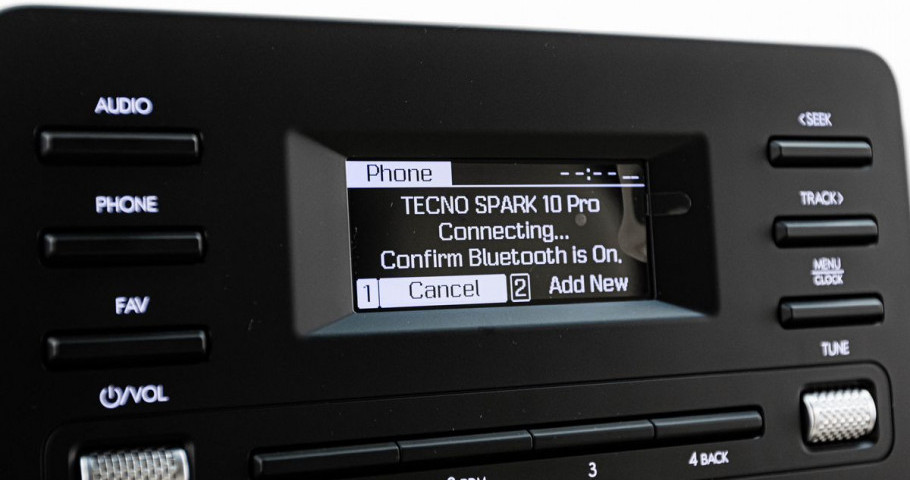 AUDIO
<SEEK
Phone --:-- --
TECNO SPARK 10 Pro
PHONE
TRACK>
Connecting...
Confirm Bluetooth is On.
1 Cancel 2 Add New
MENU
CLOCK
FAV
TUNE
/VOL
3
4 BACK